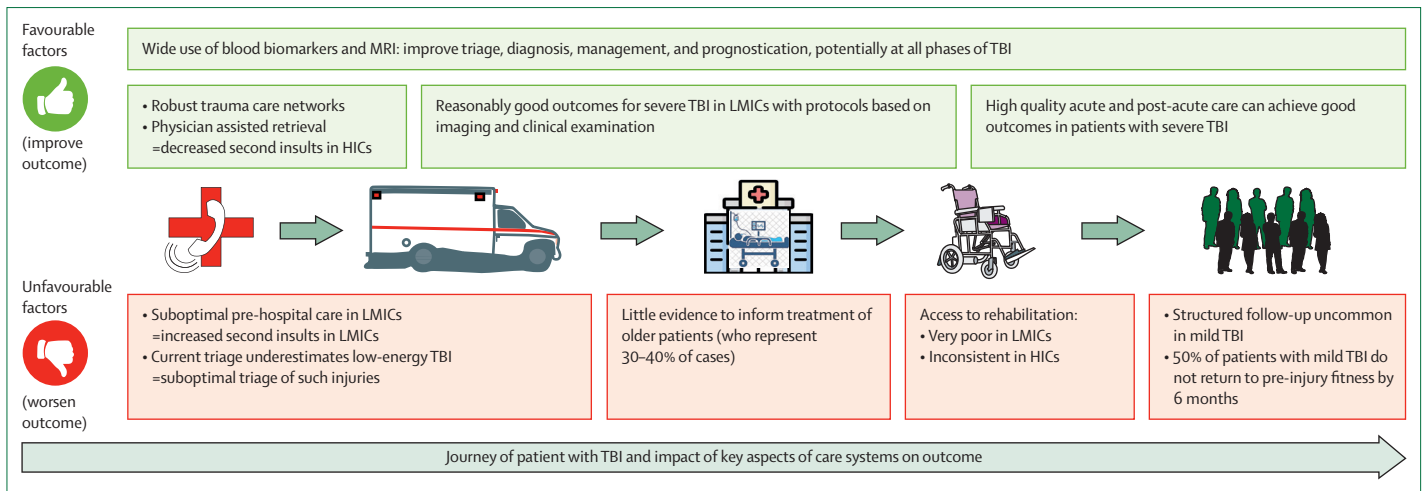 Favourable
factors
(improve
outcome)
Wide use of blood biomarkers and MRI: improve triage, diagnosis, management, and prognostication, potentially at all phases of TBI
• Robust trauma care networks
• Physician assisted retrieval
=decreased second insults in HICs
Reasonably good outcomes for severe TBI in LMICs with protocols based on
imaging and clinical examination
High quality acute and post-acute care can achieve good
outcomes in patients with severe TBI
Unfavourable
factors
(worsen
outcome)
• Suboptimal pre-hospital care in LMICs
=increased second insults in LMICs
• Current triage underestimates low-energy TBI
=suboptimal triage of such injuries
Little evidence to inform treatment of
older patients (who represent
30–40% of cases)
Access to rehabilitation:
• Very poor in LMICs
• Inconsistent in HICs
• Structured follow-up uncommon
in mild TBI
• 50% of patients with mild TBI do
not return to pre-injury fitness by
6 months
Journey of patient with TBI and impact of key aspects of care systems on outcome